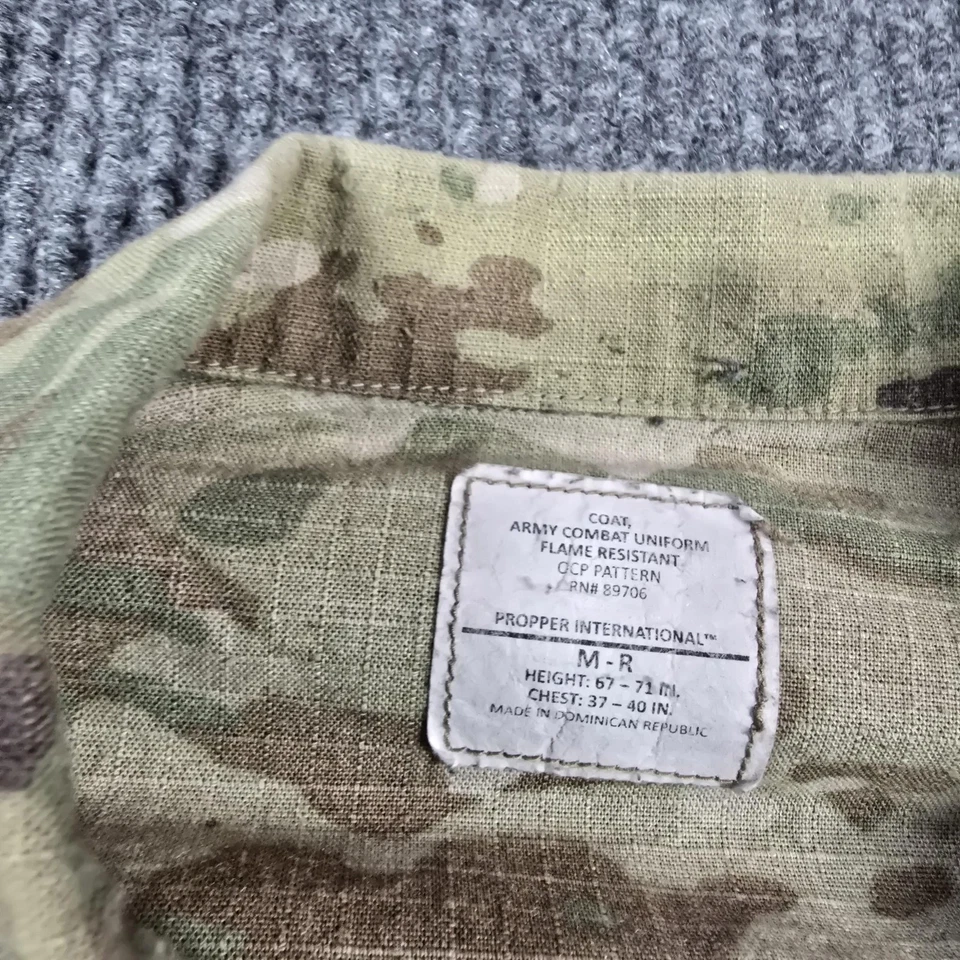 COAT,
ARMY COMBAT UNIFORM
FLAME RESISTANT
OCP PATTERN
RN# 89706
PROPPER INTERNATIONAL™
M - R
HEIGHT: 67 – 71 IN.
CHEST: 37 – 40 IN.
MADE IN DOMINICAN REPUBLIC